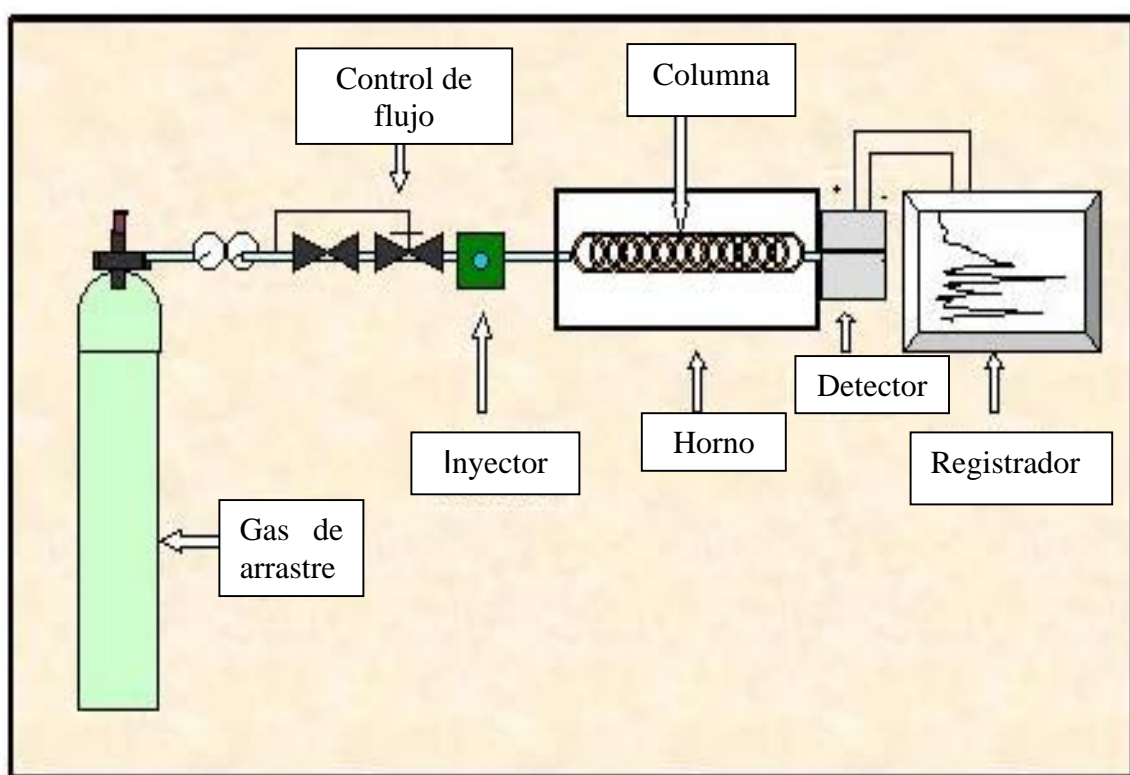 Control de
flujo
Columna
Detector
Horno
Inyector
Registrador
Gas de
arrastre